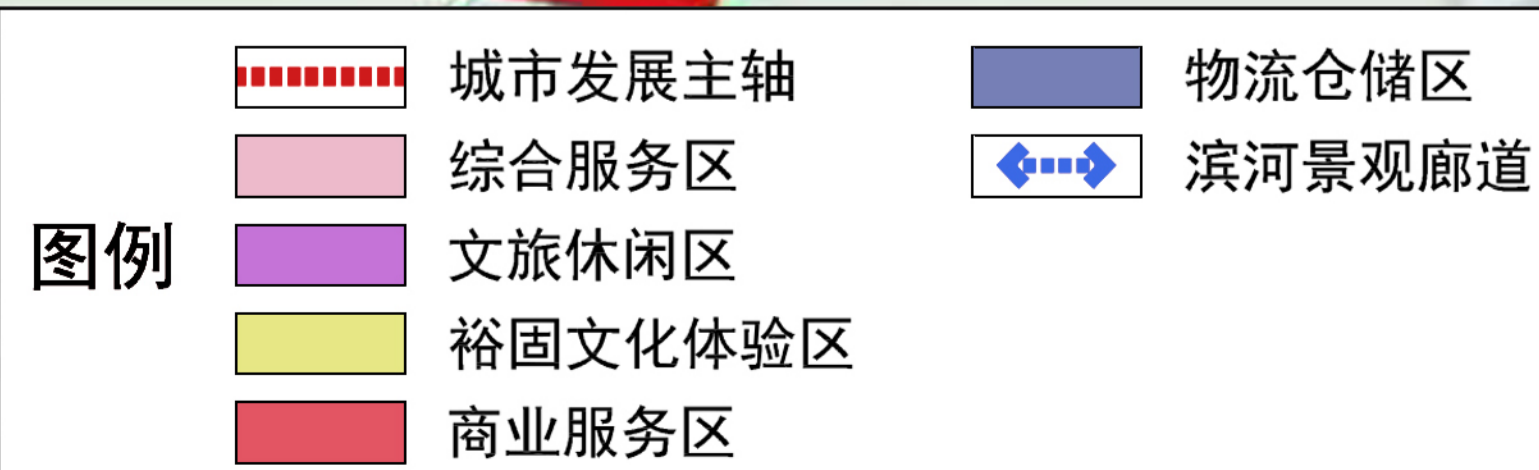 图例
城市发展主轴
综合服务区
文旅休闲区
裕固文化体验区
商业服务区
物流仓储区
滨河景观廊道